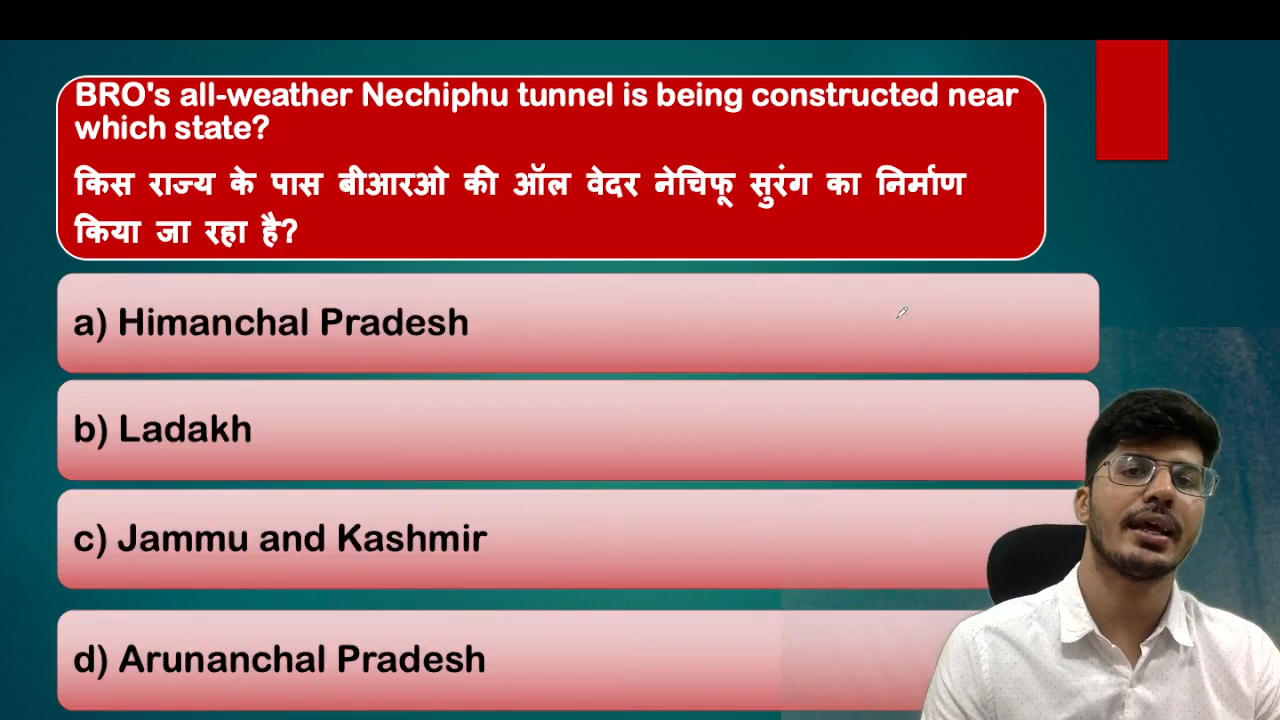 BRO's all-weather Nechiphu tunnel is being constructed near
which state?
किस राज्य के पास बीआरओ की ऑल वेदर नेचिफू सुरंग का निर्माण
किया जा रहा है?
a) Himanchal Pradesh
b) Ladakh
c) Jammu and Kashmir
d) Arunanchal Pradesh